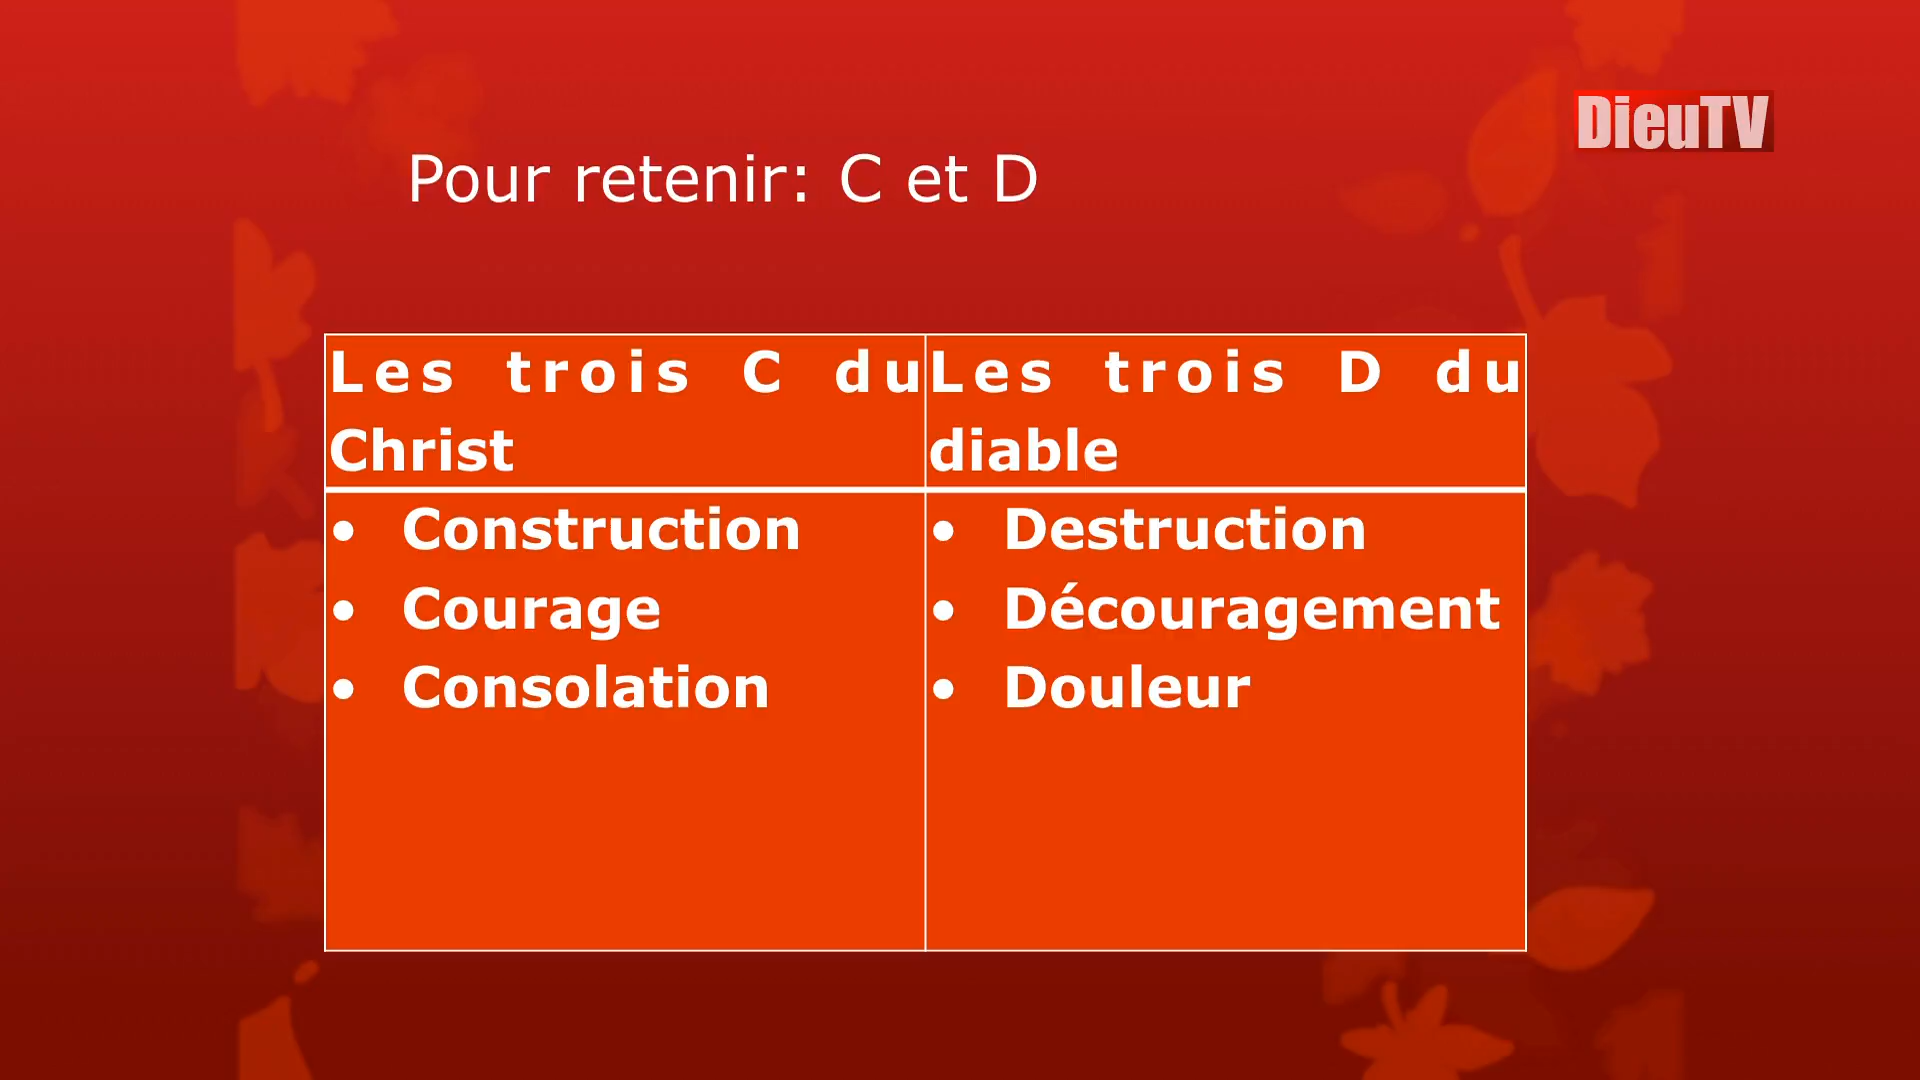 DieuTV
Pour retenir: C et D
Les trois C du
Christ
Les trois D du
diable
• Construction
• Courage
• Consolation
• Destruction
• Découragement
• Douleur